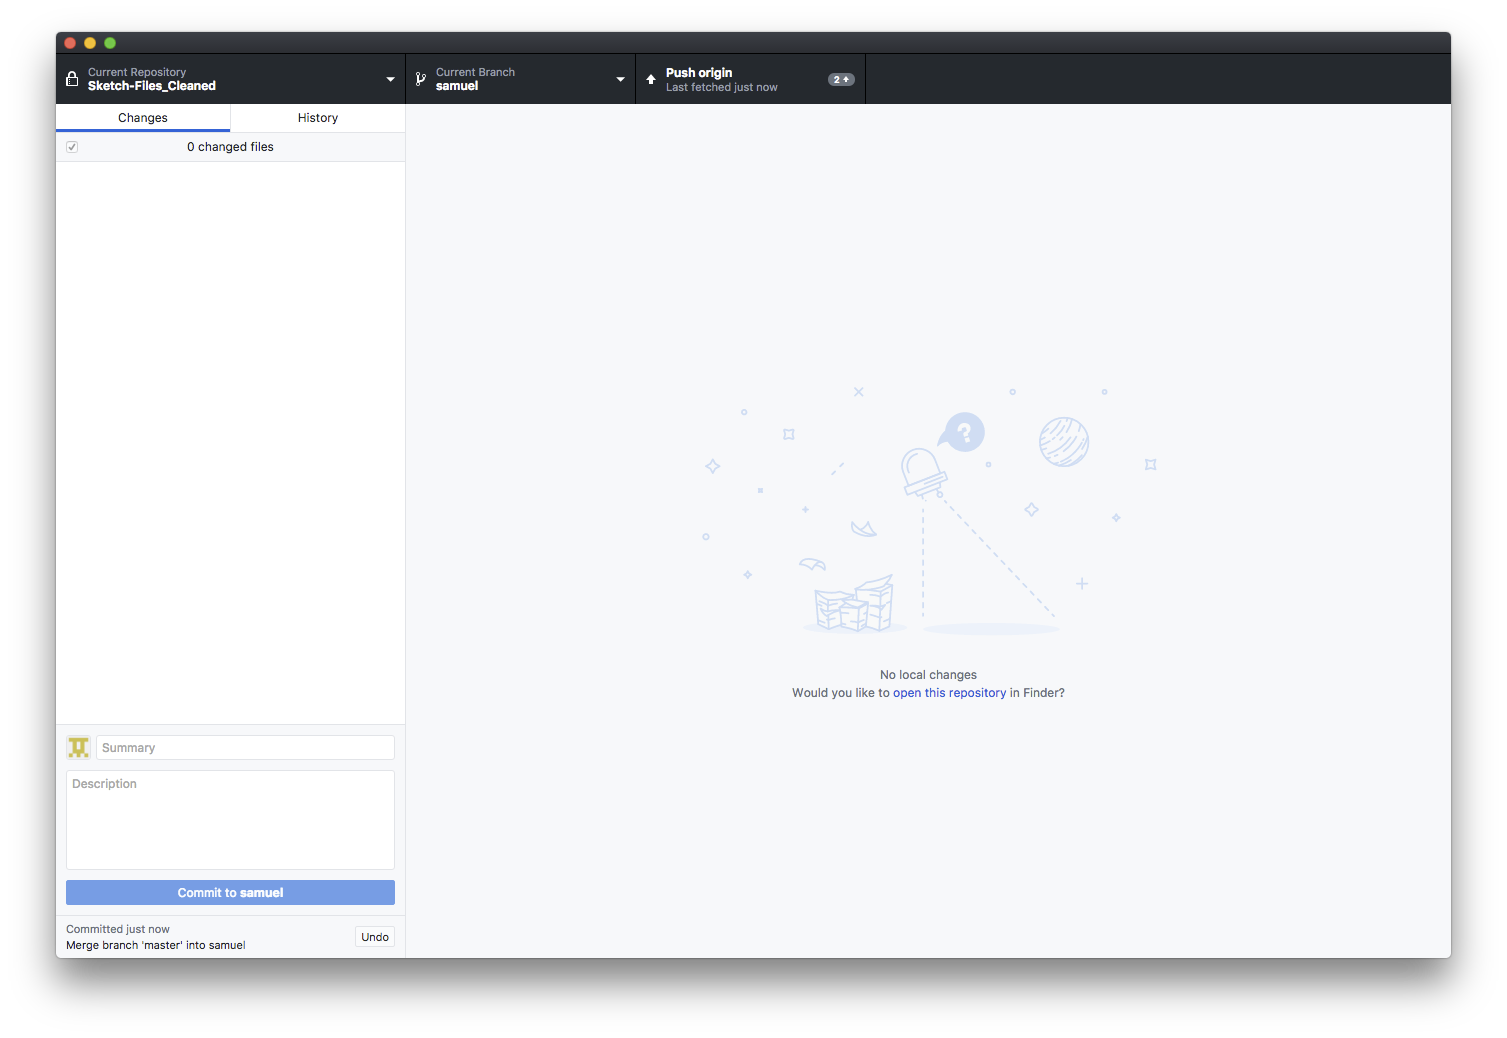 Current Repository
Sketch-Files_Cleaned
Current Branch
samuel
Push origin
Last fetched just now
2
Changes
History
0 changed files
?
No local changes
Would you like to open this repository in Finder?
Summary
Description
Commit to samuel
Committed just now
Merge branch 'master' into samuel
Undo